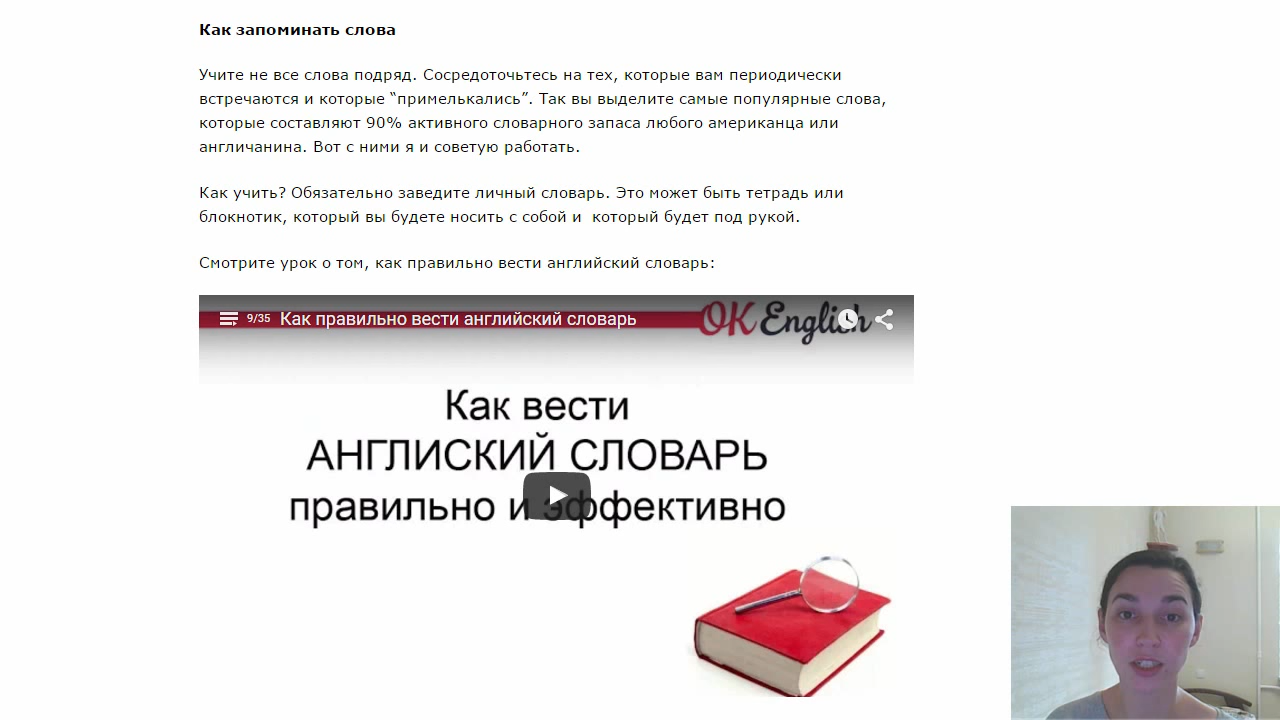 Как запоминать слова
Учите не все слова подряд. Сосредоточьтесь на тех, которые вам периодически
встречаются и которые “примелькались”. Так вы выделите самые популярные слова,
которые составляют 90% активного словарного запаса любого американца или
англичанина. Вот с ними я и советую работать.
Как учить? Обязательно заведите личный словарь. Это может быть тетрадь или
блокнотик, который вы будете носить с собой и  который будет под рукой.
Смотрите урок о том, как правильно вести английский словарь:
9/35 Как правильно вести английский словарь OK English
Как вести
АНГЛИСКИЙ СЛОВАРЬ
правильно и эффективно